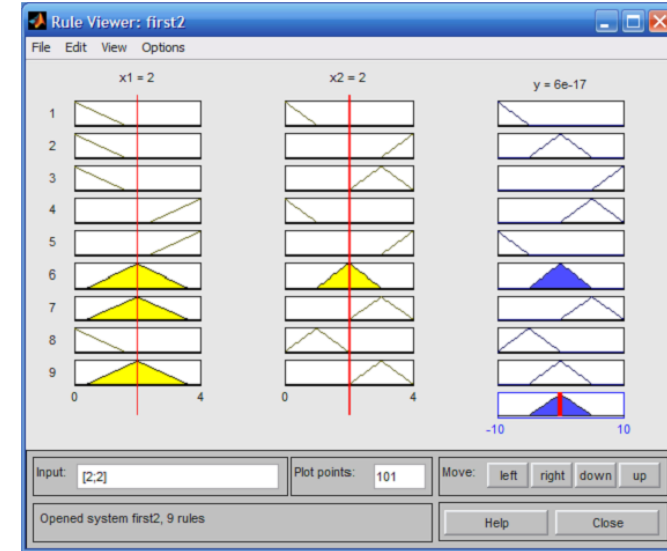 Rule Viewer: first2
File Edit View Options
x1 = 2
x2 = 2
y = 6e-17
1
2
3
4
5
6
7
8
9
0 4
0 4
-10 10
Input: [2;2]
Plot points: 101
Move: left right down up
Opened system first2, 9 rules
Help Close